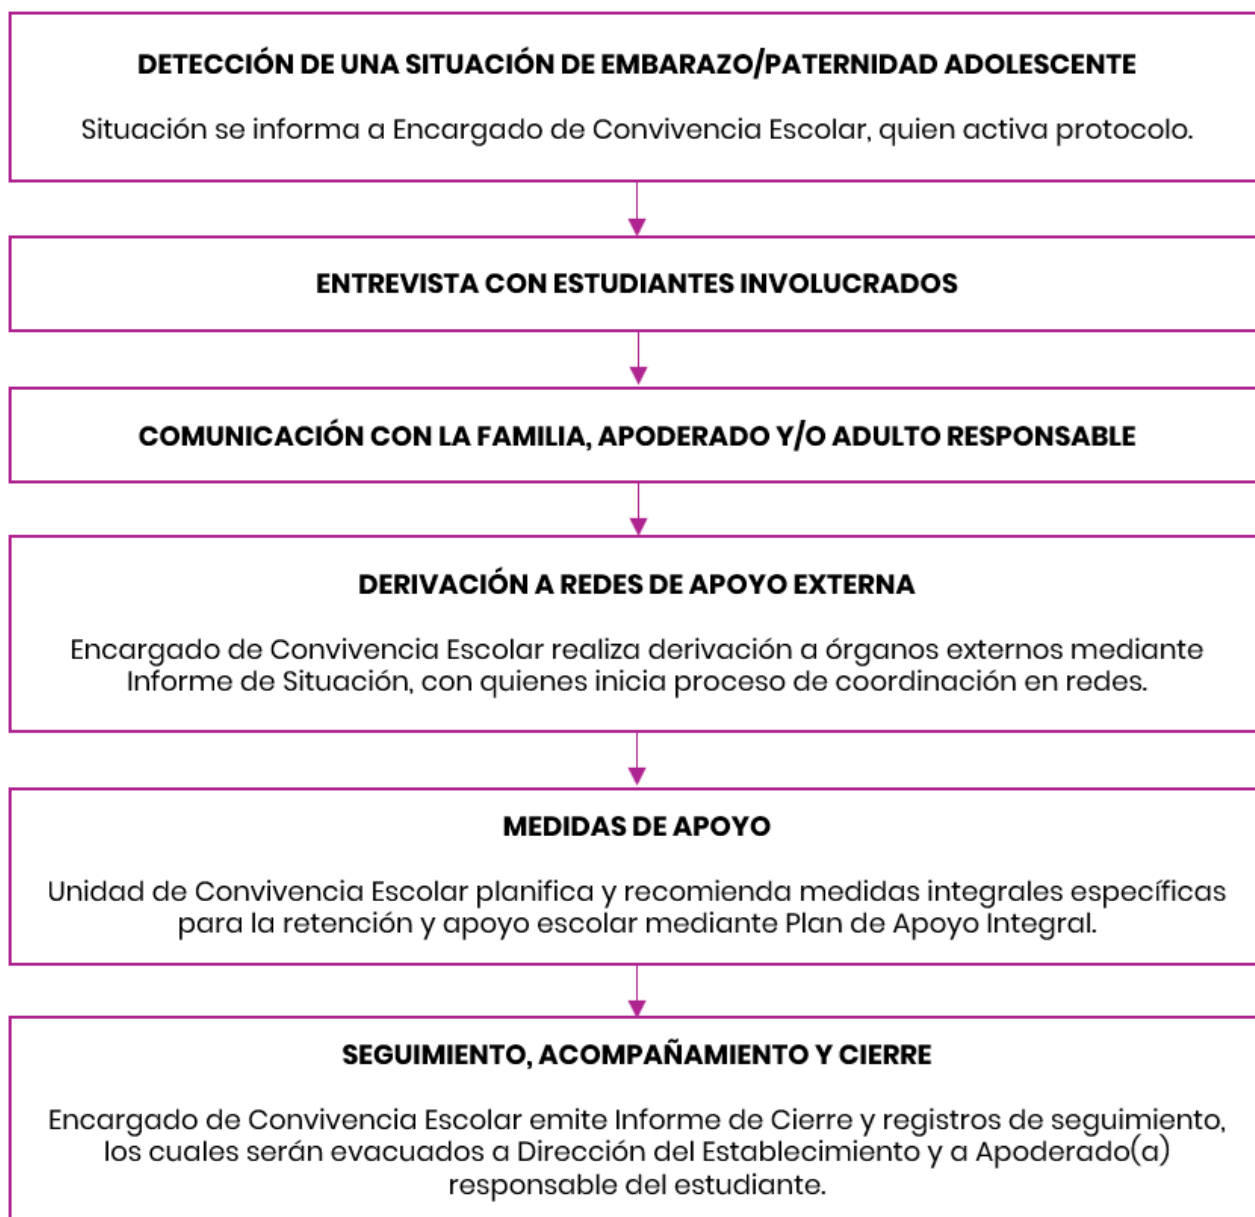 DETECCIÓN DE UNA SITUACIÓN DE EMBARAZO/PATERNIDAD ADOLESCENTE
Situación se informa a Encargado de Convivencia Escolar, quien activa protocolo.
ENTREVISTA CON ESTUDIANTES INVOLUCRADOS
COMUNICACIÓN CON LA FAMILIA, APODERADO Y/O ADULTO RESPONSABLE
DERIVACIÓN A REDES DE APOYO EXTERNA
Encargado de Convivencia Escolar realiza derivación a órganos externos mediante
Informe de Situación, con quienes inicia proceso de coordinación en redes.
MEDIDAS DE APOYO
Unidad de Convivencia Escolar planifica y recomienda medidas integrales específicas
para la retención y apoyo escolar mediante Plan de Apoyo Integral.
SEGUIMIENTO, ACOMPAÑAMIENTO Y CIERRE
Encargado de Convivencia Escolar emite Informe de Cierre y registros de seguimiento,
los cuales serán evacuados a Dirección del Establecimiento y a Apoderado(a)
responsable del estudiante.